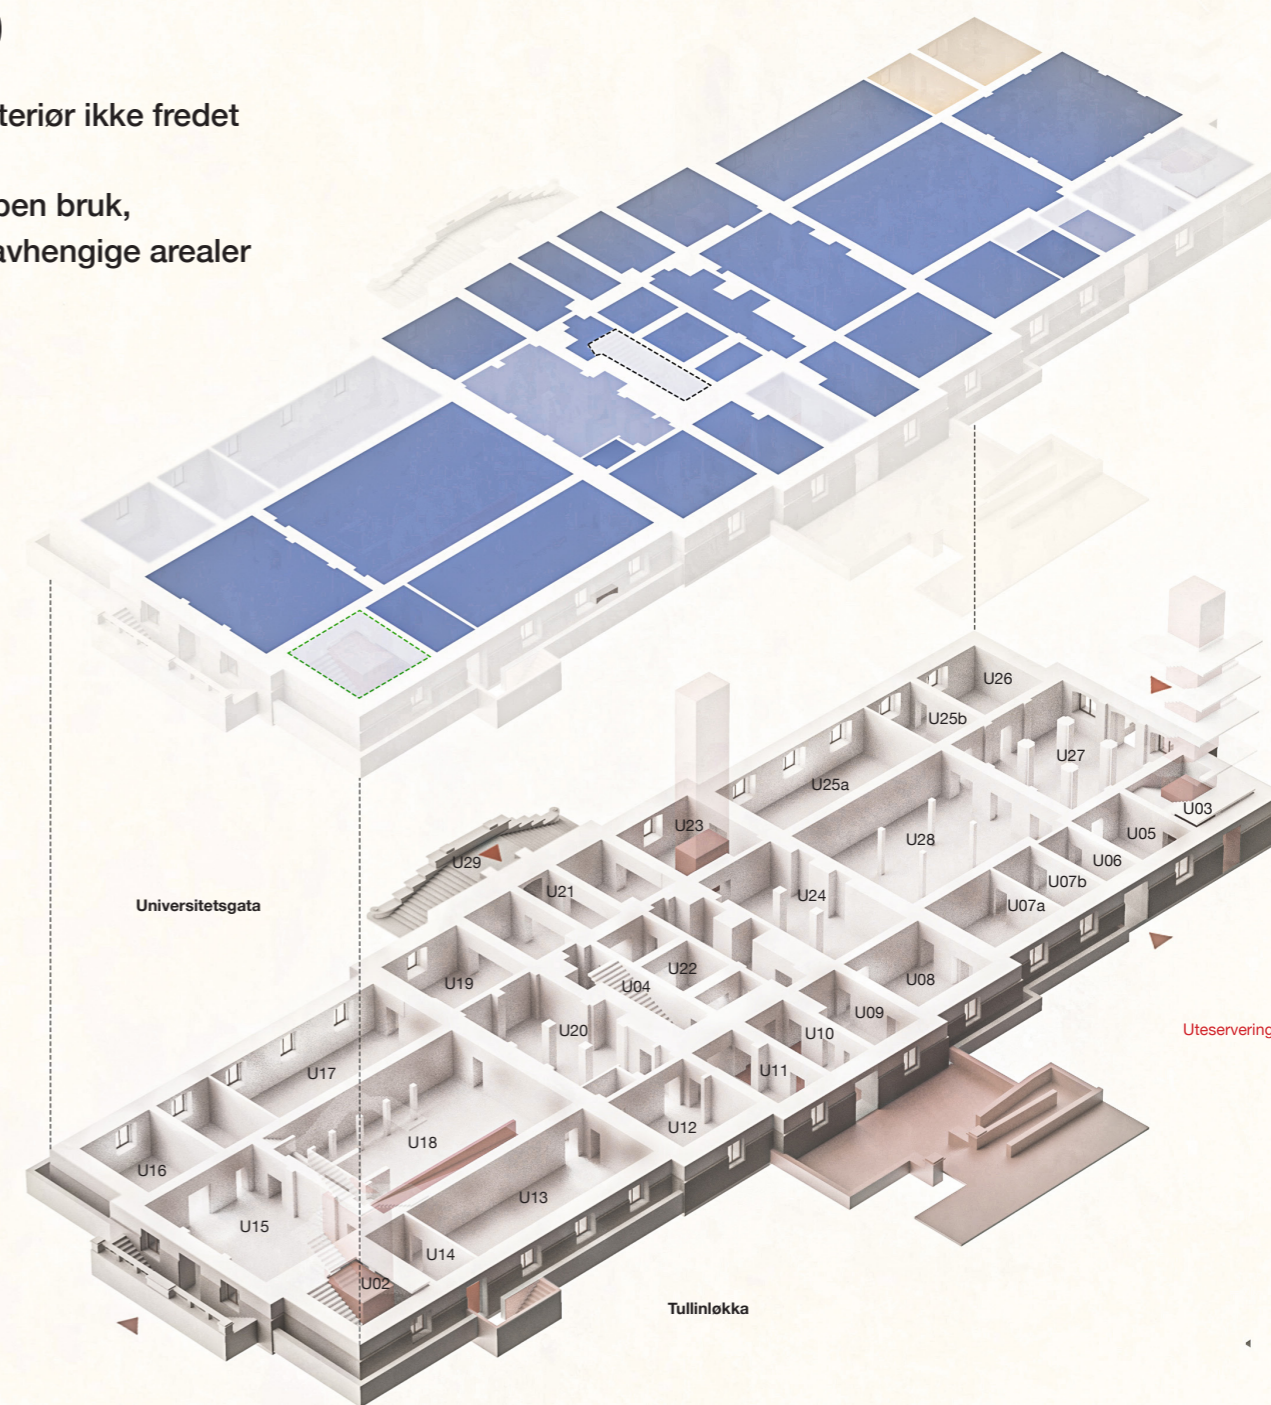 )
teriør ikke fredet
pen bruk,
avhengige arealer
U26
U25b
U27
U25a
U03
U23
U28
U05
U29
U06
U21
U07b
U24
U07a
Universitetsgata
U22
U08
U19
U04
U09
U20
U10
Uteservering
U17
U11
U12
U18
U16
U13
U15
U14
U02
Tullinløkka